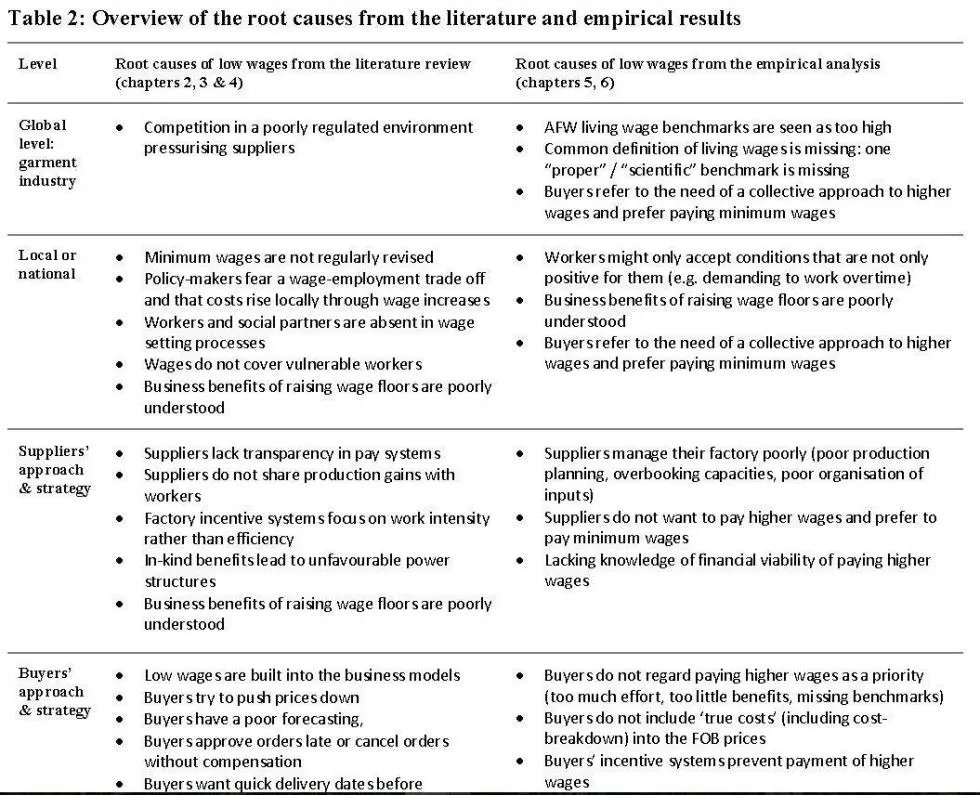 Table 2: Overview of the root causes from the literature and empirical results
Level
Root causes of low wages from the literature review
(chapters 2, 3 & 4)
Root causes of low wages from the empirical analysis
(chapters 5, 6)
Global
level:
garment
industry
• Competition in a poorly regulated environment
pressurising suppliers
• AFW living wage benchmarks are seen as too high
• Common definition of living wages is missing: one
“proper” / “scientific” benchmark is missing
• Buyers refer to the need of a collective approach to higher
wages and prefer paying minimum wages
Local or
national
• Minimum wages are not regularly revised
• Policy-makers fear a wage-employment trade off
and that costs rise locally through wage increases
• Workers and social partners are absent in wage
setting processes
• Wages do not cover vulnerable workers
• Business benefits of raising wage floors are poorly
understood
• Workers might only accept conditions that are not only
positive for them (e.g. demanding to work overtime)
• Business benefits of raising wage floors are poorly
understood
• Buyers refer to the need of a collective approach to higher
wages and prefer paying minimum wages
Suppliers’
approach
& strategy
• Suppliers lack transparency in pay systems
• Suppliers do not share production gains with
workers
• Factory incentive systems focus on work intensity
rather than efficiency
• In-kind benefits lead to unfavourable power
structures
• Business benefits of raising wage floors are poorly
understood
• Suppliers manage their factory poorly (poor production
planning, overbooking capacities, poor organisation of
inputs)
• Suppliers do not want to pay higher wages and prefer to
pay minimum wages
• Lacking knowledge of financial viability of paying higher
wages
Buyers’
approach
& strategy
• Low wages are built into the business models
• Buyers try to push prices down
• Buyers have a poor forecasting,
• Buyers approve orders late or cancel orders
without compensation
• Buyers want quick delivery dates before
• Buyers do not regard paying higher wages as a priority
(too much effort, too little benefits, missing benchmarks)
• Buyers do not include ‘true costs’ (including cost-
breakdown) into the FOB prices
• Buyers’ incentive systems prevent payment of higher
wages